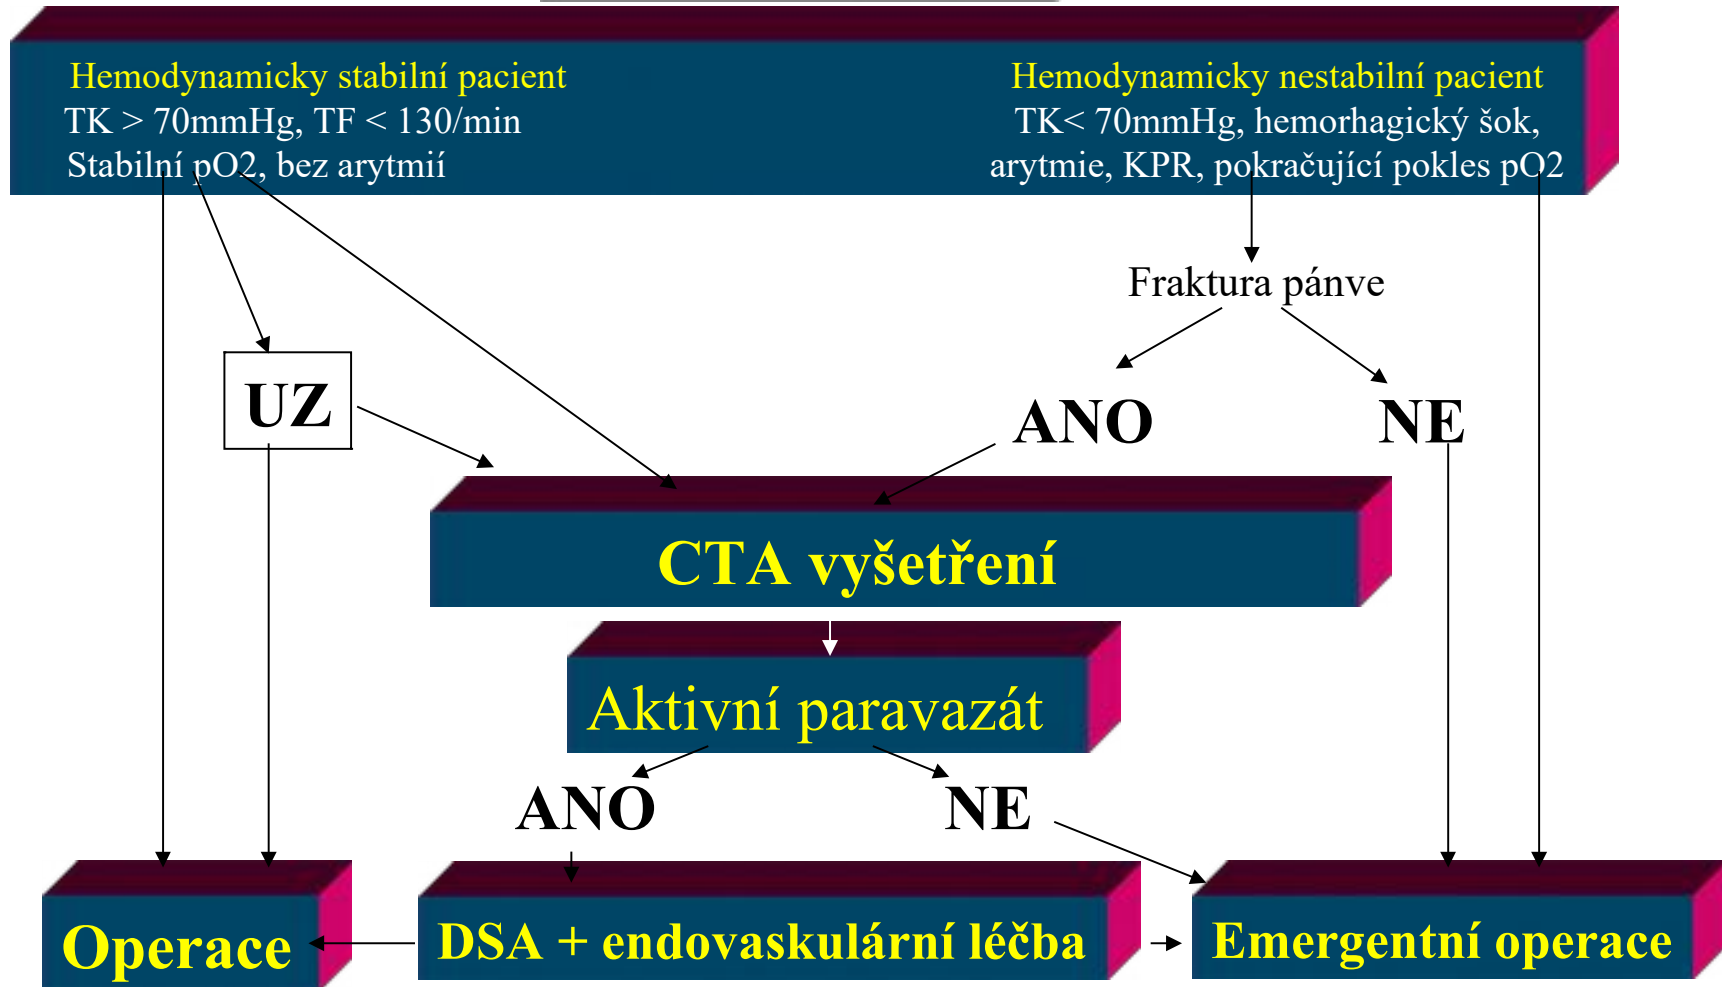 Hemodynamicky stabilní pacient
TK > 70mmHg, TF < 130/min
Stabilní pO2, bez arytmií
Hemodynamicky nestabilní pacient
TK< 70mmHg, hemorhagický šok,
arytmie, KPR, pokračující pokles pO2
Fraktura pánve
UZ
ANO
NE
CTA vyšetření
Aktivní paravazát
ANO
NE
Operace
DSA + endovaskulární léčba
Emergentní operace